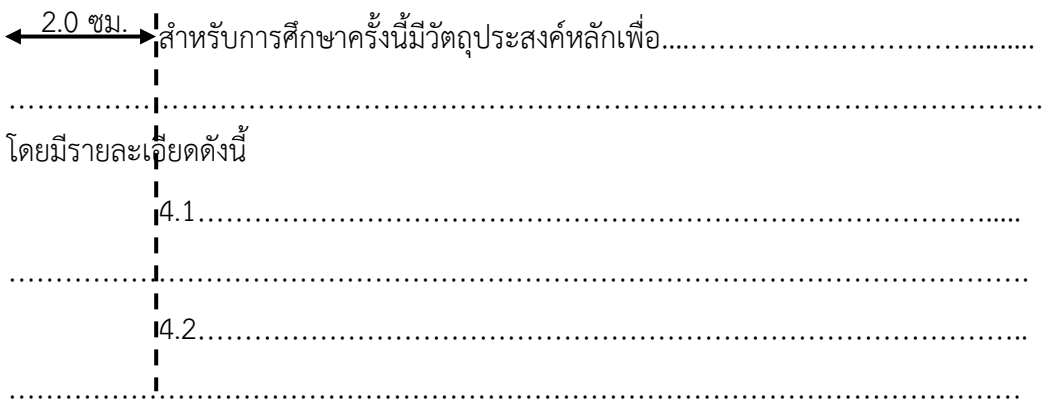 2.0 ซม.
สำหรับการศึกษาครั้งนี้มีวัตถุประสงค์หลักเพื่อ....……………………………..........
……………………………………………………………………………………………………………………
โดยมีรายละเอียดดังนี้
4.1……………………………………………………………………………………….....
…………………………………………………………………………………………………………………….
4.2…………………………………………………………………………………………..
……………………………………………………………………………………………………………………